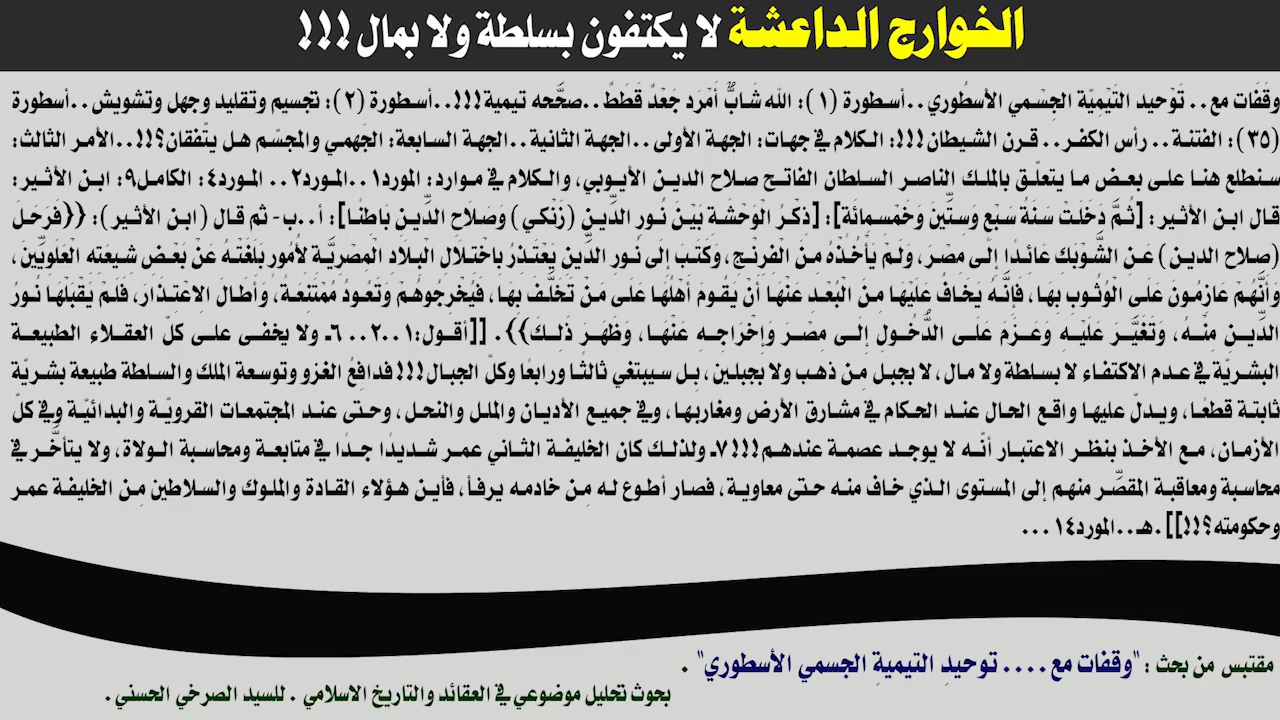 الخوارج الداعشة لا يكتفون بسلطة ولا بمال !!!
وَقَفَات مع.. تَوْحيد التَيْمِيّة الجِسْمي الأسطُوري..أسطورة (١): الله شَابٌّ أَمْرَد جَعْدٌ قَطَطٌ..صحَّحه تيمية!!!..أسطورة (٢): تجسيم وتقليد وجهل وتشويش..أسطورة
(٣٥): الفتنة.. رأس الكفر.. قرن الشيطان!!!: الكلام في جهات: الجهة الأولى..الجهة الثانية..الجهة السابعة: الجَهمي والمجسّم هل يتّفقان؟!!..الأمر الثالث:
سنطلع هنا على بعض ما يتعلّق بالملك الناصر السلطان الفاتح صلاح الدين الأيوبي، والكلام في موارد: المورد١..المورد٢.. المورد٤: الكامل٩: ابن الأثير:
قال ابن الأثير: [ثُمَّ دَخَلَتْ سَنَةُ سَبْعٍ وَسِتِّينَ وَخَمْسِمِائَةٍ]: [ذِكْرُ الْوَحْشَةِ بَيْنَ نُورِ الدِّينِ (زَنْكي) وَصَلَاحِ الدِّينِ بَاطِنًا]: أ..ب- ثم قال (ابن الأثير): {{فَرَحَلَ
(صلاح الدين) عَنِ الشَّوْبَكِ عَائِدًا إِلَى مِصْرَ، وَلَمْ يَأْخُذْهُ مِنَ الْفِرِنْجِ، وَكَتَبَ إلى نُورِ الدِّينِ يَعْتَذِرُ بِاخْتِلَالِ الْبِلَادِ الْمِصْرِيَّةِ لِأُمُورٍ بَلَغَتْهُ عَنْ بَعْضِ شِيعَتِهِ الْعَلَوِيِّينَ،
وَأَنَّهُمْ عَازِمُونَ عَلَى الْوُثُوبِ بِهَا، فَإِنَّهُ يَخَافُ عَلَيْهَا مِنَ الْبُعْدِ عَنْهَا أَنْ يَقُومَ أَهْلُهَا عَلَى مَنْ تَخَلَّفَ بِهَا، فَيُخْرِجُوهُمْ وَتَعُودُ مُمْتَنِعَةً، وَأَطَالَ الِاعْتِذَارَ، فَلَمْ يَقْبَلْهَا نُورُ
الدِّينِ مِنْهُ، وَتَغَيَّرَ عَلَيْهِ وَعَزَمَ عَلَى الدُّخُولِ إِلَى مِصْرَ وَإِخْرَاجِهِ عَنْهَا، وَظَهَرَ ذَلِكَ}}. [[أقول:١..٢.. ٦ـ ولا يخفى على كلّ العقلاء الطبيعة
البشريّة في عدم الاكتفاء لا بسلطة ولا مال، لا بجبل مِن ذهب ولا بجبلين، بل سيبتغي ثالثًا ورابعًا وكلّ الجبال!!! فدافِعُ الغزو وتوسعة الملك والسلطة طبيعة بشريّة
ثابتة قطعًا، ويدلّ عليها واقع الحال عند الحكام في مشارق الأرض ومغاربها، وفي جميع الأديان والملل والنحل، وحتى عند المجتمعات القرويّة والبدائيّة وفي كلّ
الأزمان، مع الأخذ بنظر الاعتبار أنّه لا يوجد عصمة عندهم!!!٧ـ ولذلك كان الخليفة الثاني عمر شديدًا جدًا في متابعة ومحاسبة الولاة، ولا يتأخّر في
محاسبة ومعاقبة المقصّر منهم إلى المستوى الذي خاف منه حتى معاوية، فصار أطوع له مِن خادمه يرفأ، فأين هؤلاء القادة والملوك والسلاطين مِن الخليفة عمر
وحكومته؟!!]].هـ..المورد١٤ ...
مقتبس من بحث : "وقفات مع.... توحيدِ التيميةِ الجسمي الأسطوري" .
بحوث تحليل موضوعي في العقائد والتاريخ الاسلامي . للسيد الصرخي الحسني .